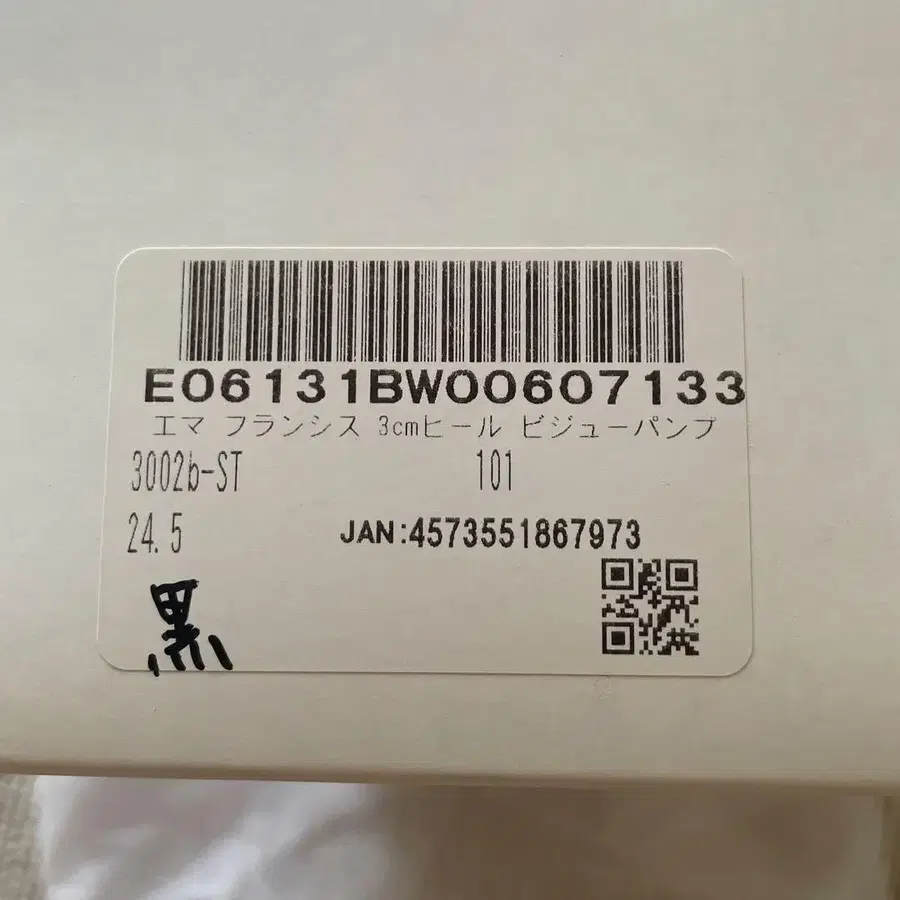 E06131BW00607133
エマ フランシス 3cmヒール ビジューパンプ
3002b-ST 101
24.5 JAN:4573551867973
黒